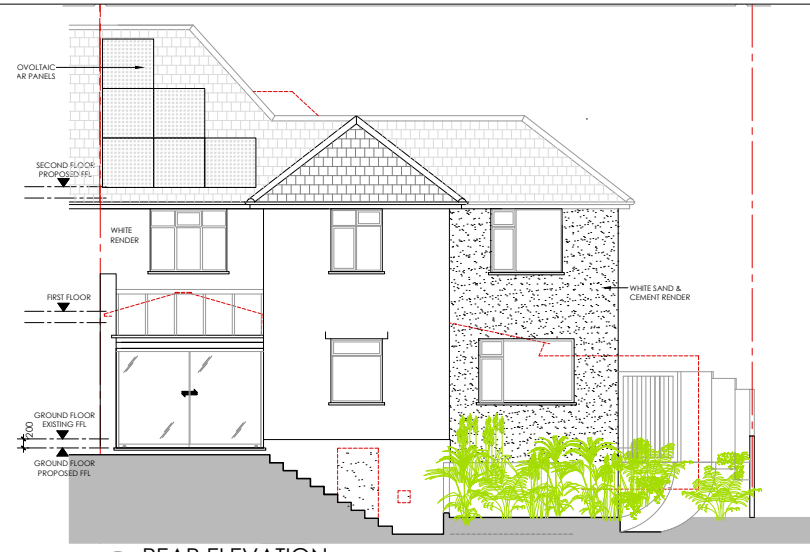 OVOLTAIC
AR PANELS
SECOND FLOOR
PROPOSED FFL
WHITE
RENDER
WHITE SAND &
CEMENT RENDER
FIRST FLOOR
GROUND FLOOR
EXISTING FFL
200
GROUND FLOOR
PROPOSED FFL
REAR ELEVATION